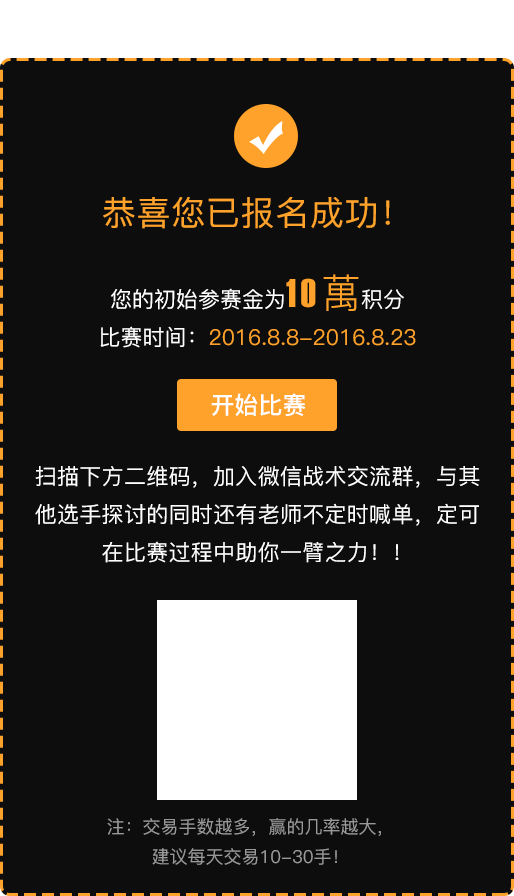 恭喜您已报名成功！
您的初始参赛金为10萬积分
比赛时间：2016.8.8-2016.8.23
开始比赛
扫描下方二维码，加入微信战术交流群，与其
他选手探讨的同时还有老师不定时喊单，定可
在比赛过程中助你一臂之力！！
注：交易手数越多，赢的几率越大，
建议每天交易10-30手！